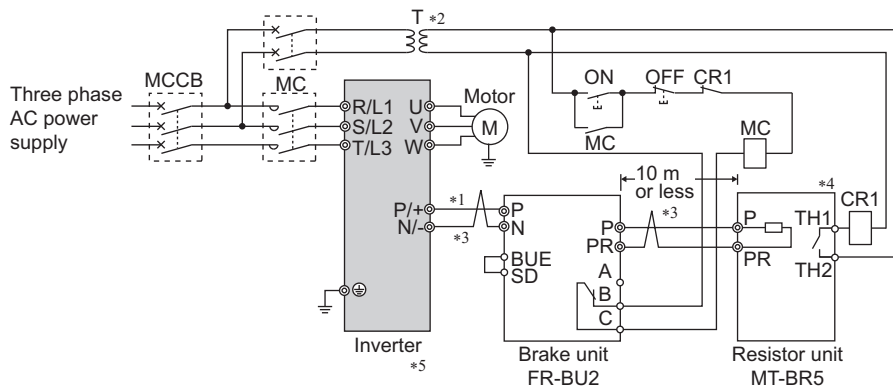 T *2
MCCB
MC
ON
OFF
CR1
Three phase
AC power
supply
R/L1
S/L2
T/L3
U
V
W
Motor
M
MC
MC
10 m
or less
*4
P/+
N/-
*1
*3
P
N
P
PR
*3
P
PR
TH1
TH2
CR1
BUE
SD
A
B
C
Inverter
*5
Brake unit
FR-BU2
Resistor unit
MT-BR5